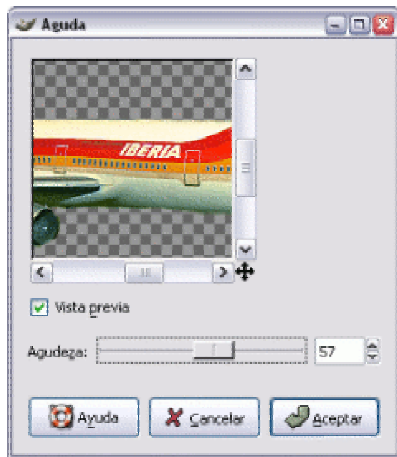 Aguda
IBERIA
Vista previa
Agudeza: 57
Ayuda Cancelar Aceptar